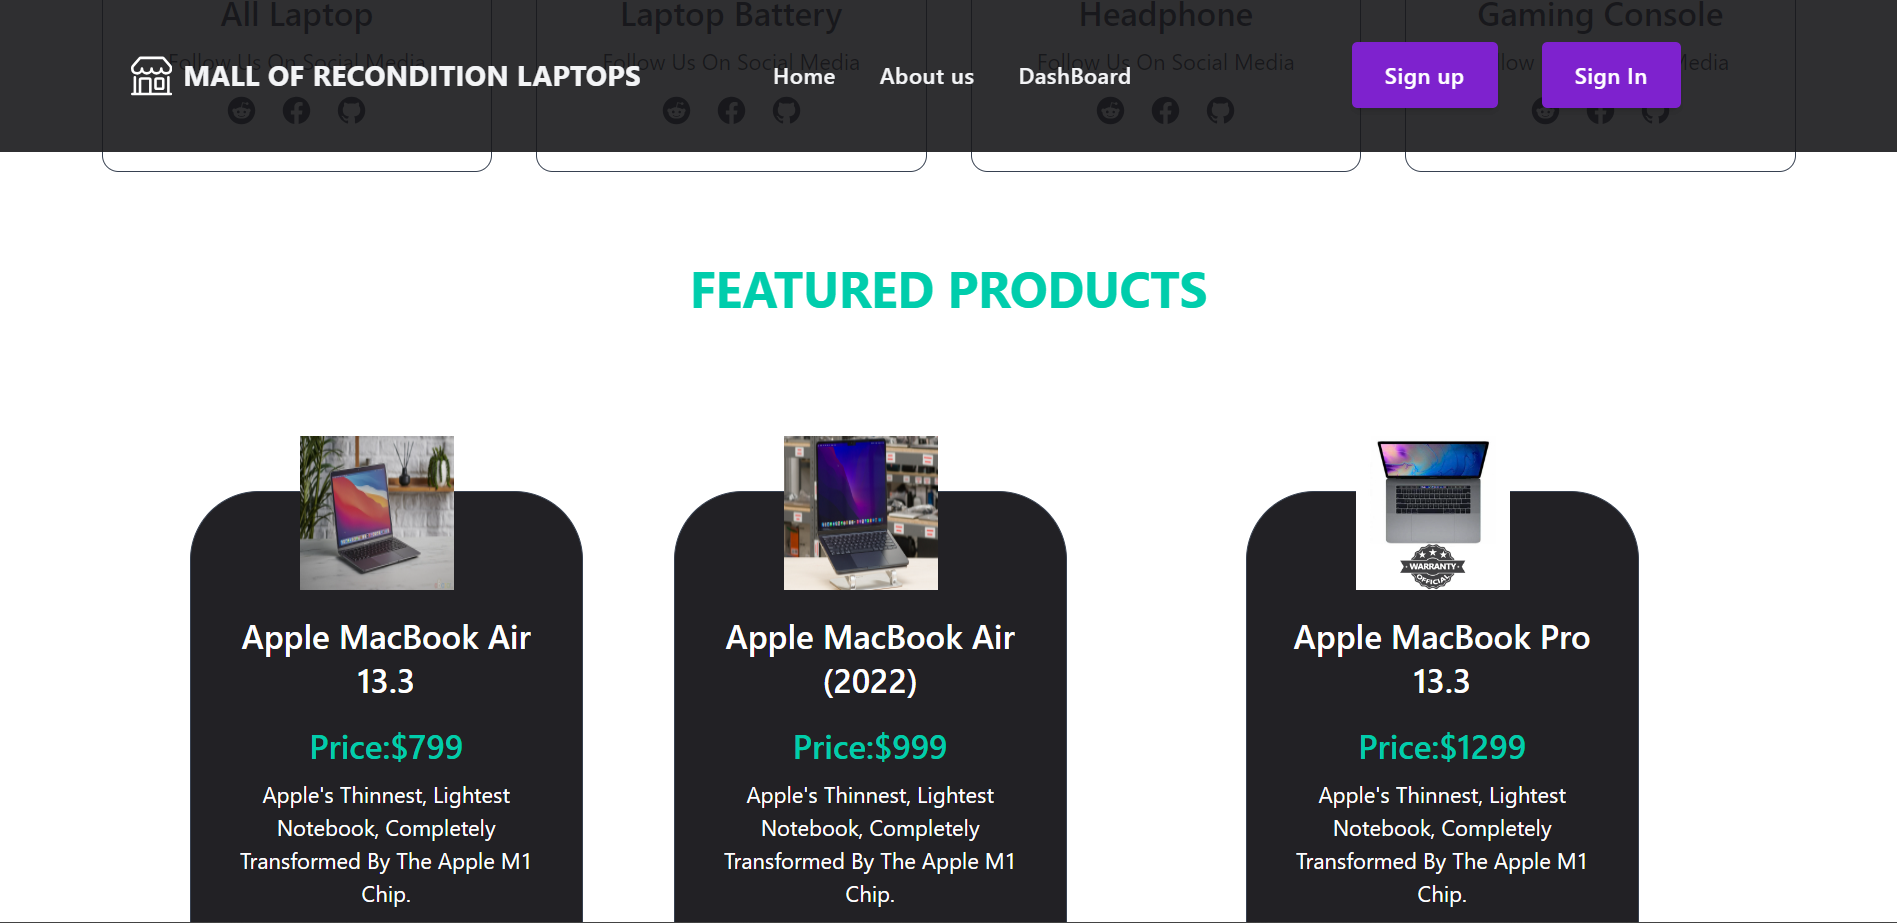 All Laptop
Laptop Battery
Headphone
Gaming Console
Follow Us On Social Media
Follow Us On Social Media
Follow Us On Social Media
llow Media
MALL OF RECONDITION LAPTOPS
Home
About us
DashBoard
Sign up
Sign In
FEATURED PRODUCTS
WARRANTY
OFFICIAL
Apple MacBook Air
13.3
Price:$799
Apple's Thinnest, Lightest
Notebook, Completely
Transformed By The Apple M1
Chip.
Apple MacBook Air
(2022)
Price:$999
Apple's Thinnest, Lightest
Notebook, Completely
Transformed By The Apple M1
Chip.
Apple MacBook Pro
13.3
Price:$1299
Apple's Thinnest, Lightest
Notebook, Completely
Transformed By The Apple M1
Chip.